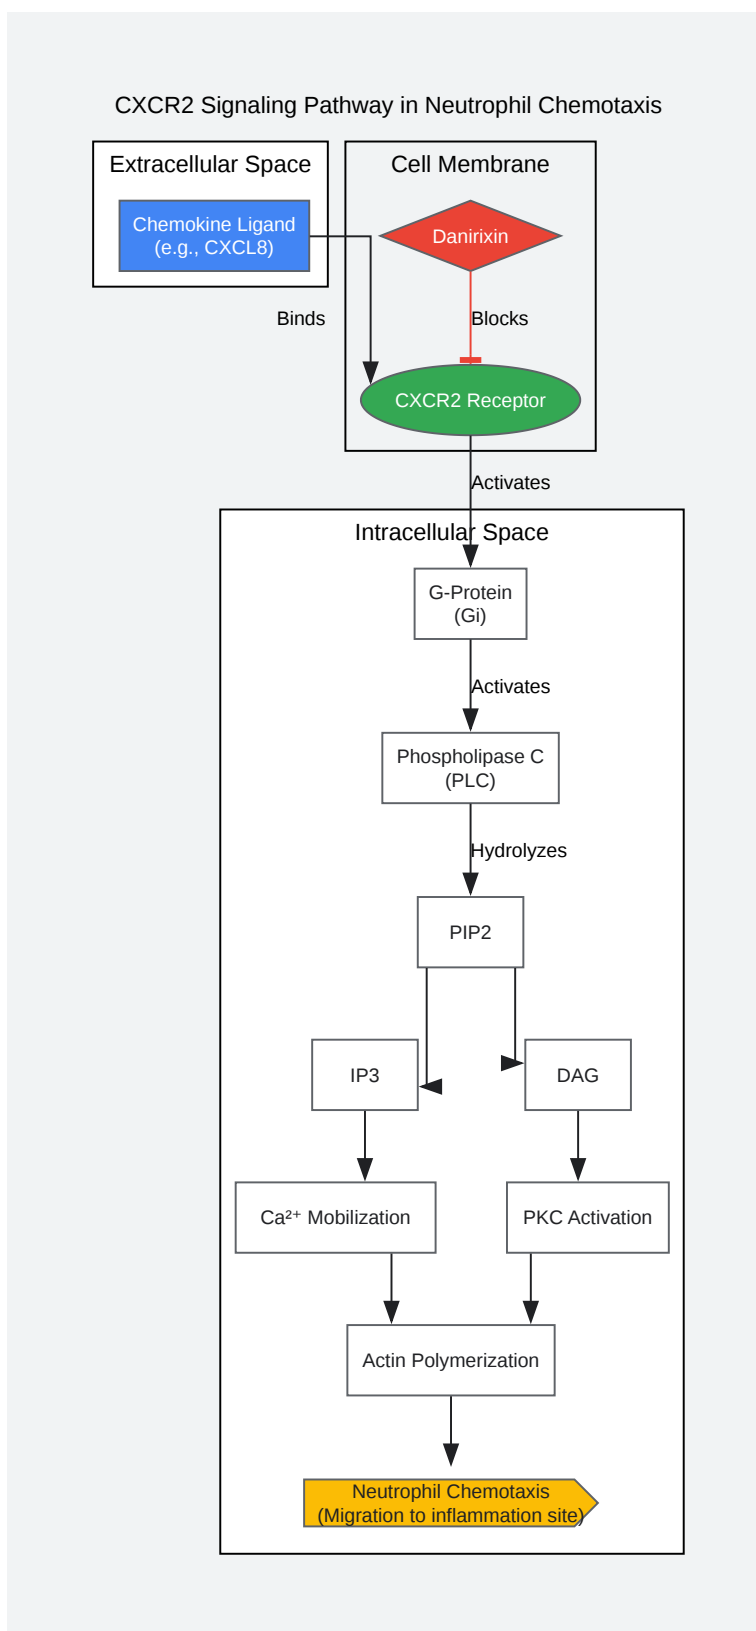 CXCR2 Signaling Pathway in Neutrophil Chemotaxis
Extracellular Space
Cell Membrane
Chemokine Ligand
(e.g., CXCL8)
Danirixin
Binds
Blocks
CXCR2 Receptor
Activates
Intracellular Space
G-Protein
(Gi)
Activates
Phospholipase C
(PLC)
Hydrolyzes
PIP2
IP3
DAG
Ca²⁺ Mobilization
PKC Activation
Actin Polymerization
Neutrophil Chemotaxis
(Migration to inflammation site)